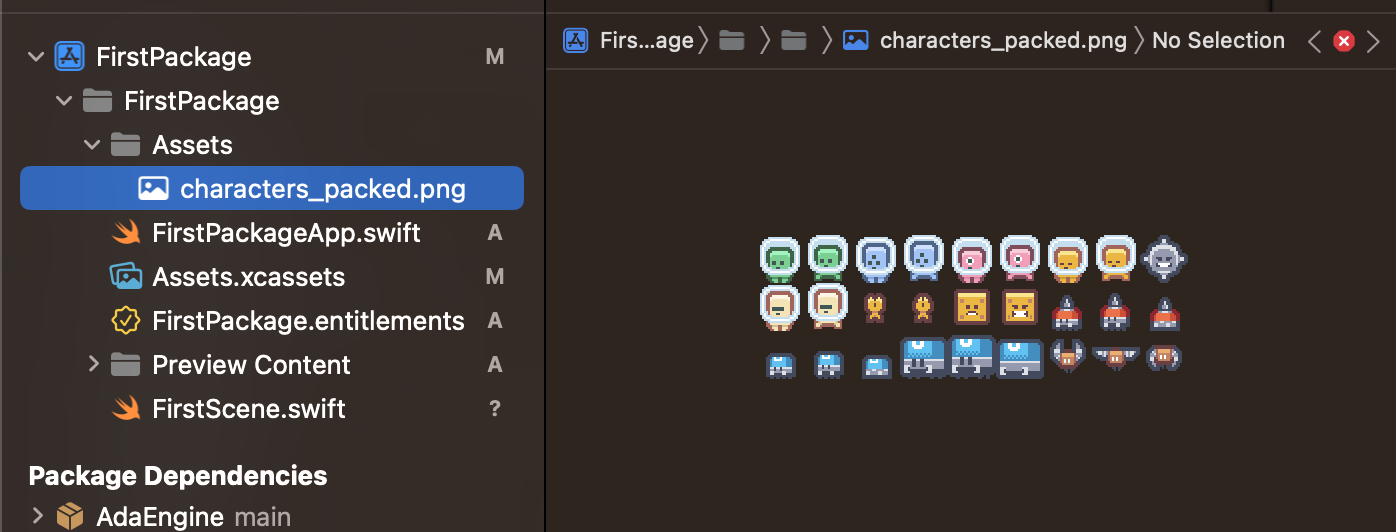 FirstPackage M
FirstPackage
Assets
characters_packed.png
FirstPackageApp.swift A
Assets.xcassets M
FirstPackage.entitlements A
Preview Content A
FirstScene.swift ?
Package Dependencies
AdaEngine main
Firs...age characters_packed.png No Selection